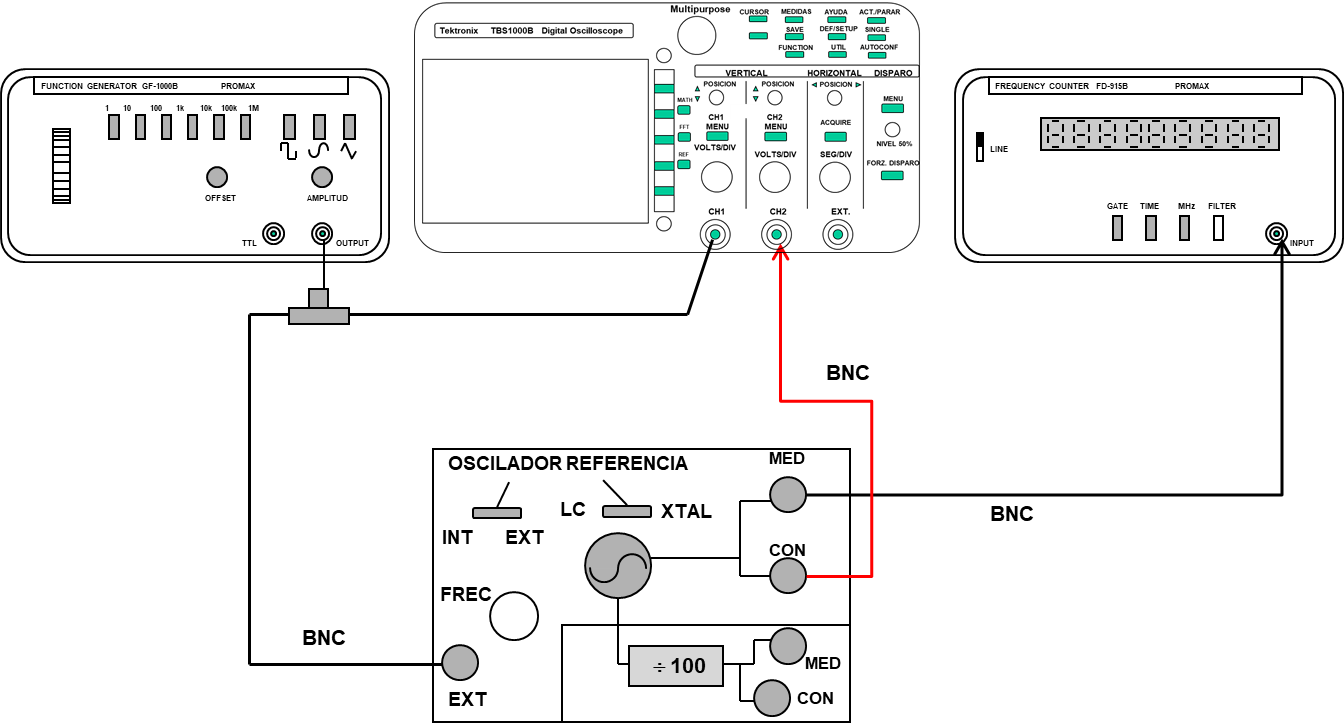 FUNCTION GENERATOR GF-1000B PROMAX
1 10 100 1k 10k 100k 1M
OFFSET
AMPLITUD
TTL
OUTPUT
Multipurpose
CURSOR MEDIDAS AYUDA ACT./PARAR
Tektronix TBS1000B Digital Oscilloscope
SAVE DEF/SETUP SINGLE
FUNCTION UTIL AUTOCONF
VERTICAL HORIZONTAL DISPARO
POSICION POSICION POSICION
MATH
MENU
CH1 CH2
ACQUIRE
FFT
MENU MENU
NIVEL 50%
VOLTS/DIV VOLTS/DIV SEG/DIV
REF
FORZ. DISPARO
CH1 CH2 EXT.
FREQUENCY COUNTER FD-915B PROMAX
LINE
GATE TIME MHz FILTER
INPUT
BNC
OSCILADOR REFERENCIA
MED
LC XTAL
INT EXT
BNC
CON
FREC
BNC
÷ 100
MED
EXT
CON